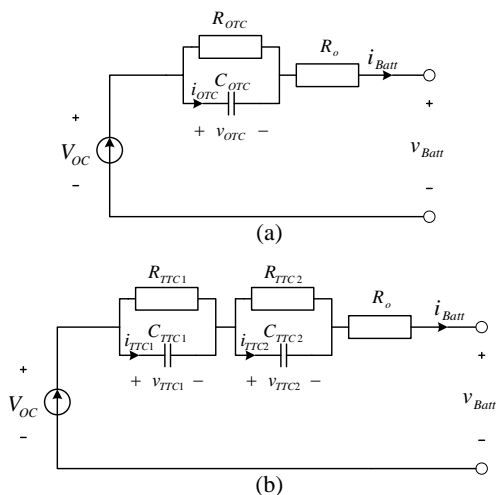 R_OTC
R_o i_Batt
i_OTC C_OTC
+ v_OTC −
+ +
V_OC v_Batt
− −
(a)
R_TTC1 R_TTC2
R_o i_Batt
i_TTC1 C_TTC1 i_TTC2 C_TTC2
+ v_TTC1 − + v_TTC2 −
+ +
V_OC v_Batt
− −
(b)